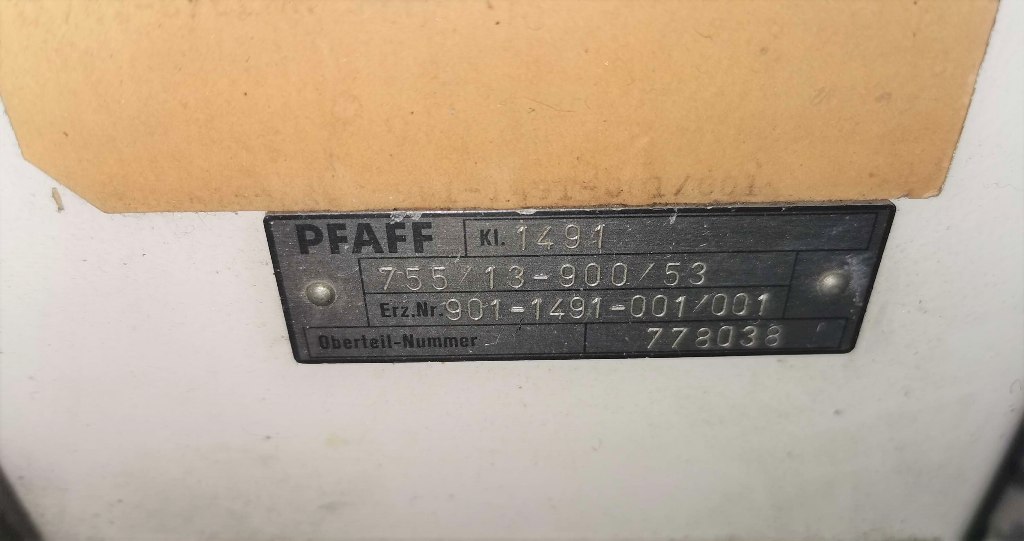 PFAFF Kl. 1491
755/13-900/53
Erz.Nr. 901-1491-001/001
Oberteil-Nummer 778038